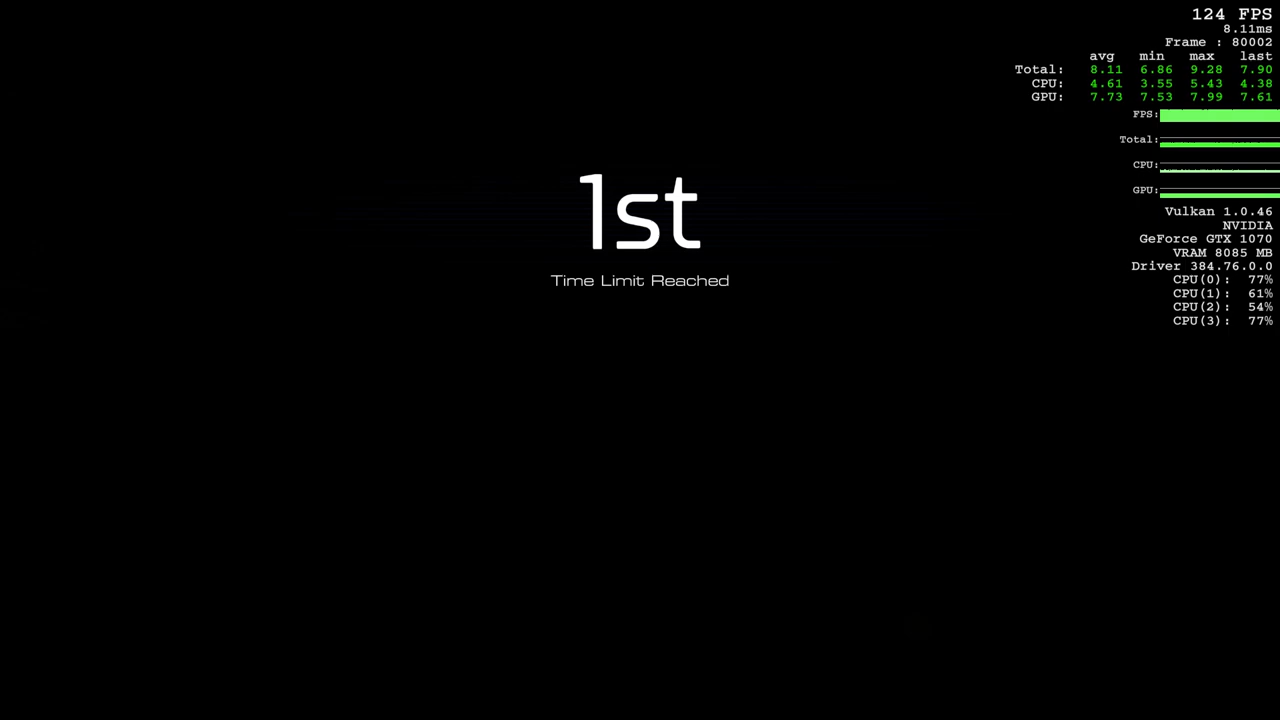 124 FPS
8.11ms
Frame : 80002
avg min max last
Total: 8.11 6.86 9.28 7.90
CPU: 4.61 3.55 5.43 4.38
GPU: 7.73 7.53 7.99 7.61
FPS:
Total:
CPU:
GPU:
Vulkan 1.0.46
NVIDIA
GeForce GTX 1070
VRAM 8085 MB
Driver 384.76.0.0
CPU(0): 77%
CPU(1): 61%
CPU(2): 54%
CPU(3): 77%
1st
Time Limit Reached